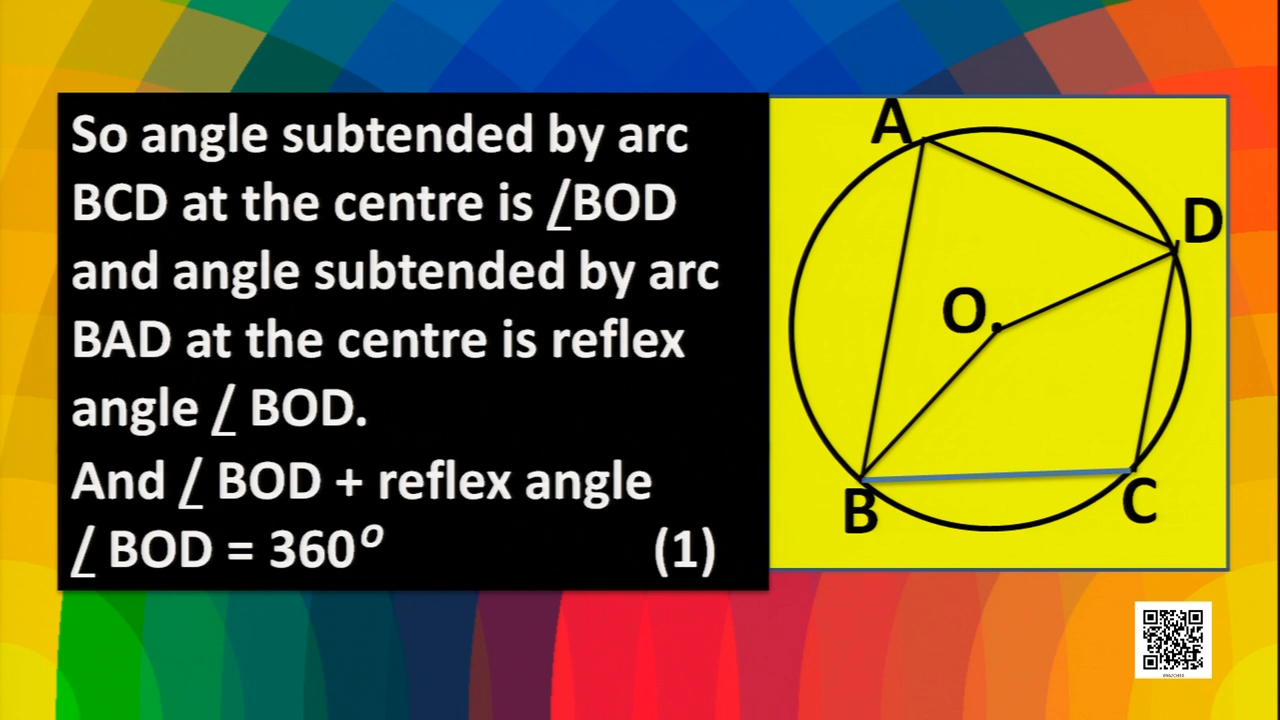 So angle subtended by arc
BCD at the centre is ∠BOD
and angle subtended by arc
BAD at the centre is reflex
angle ∠ BOD.
And ∠ BOD + reflex angle
∠ BOD = 360° (1)
A
D
O.
B
C